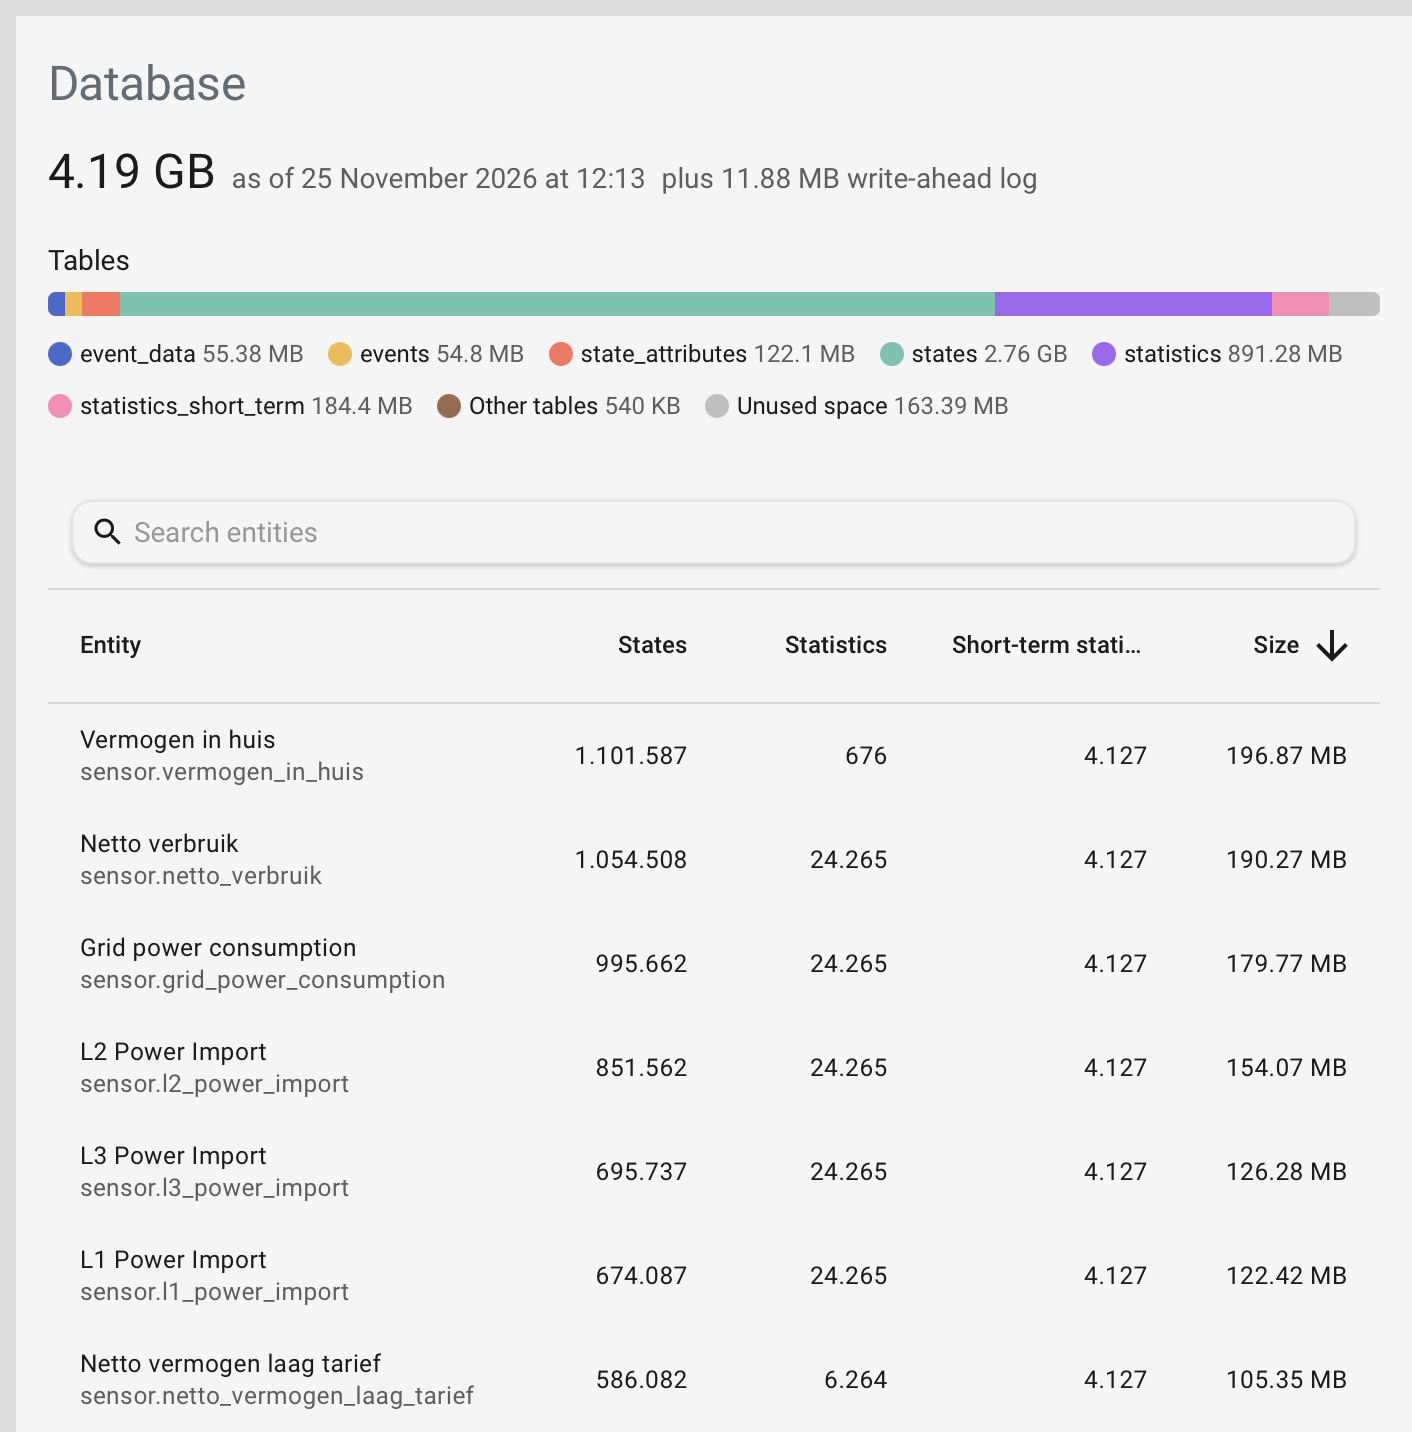 Database
4.19 GB as of 25 November 2026 at 12:13 plus 11.88 MB write-ahead log
Tables
event_data 55.38 MB events 54.8 MB state_attributes 122.1 MB states 2.76 GB statistics 891.28 MB
statistics_short_term 184.4 MB Other tables 540 KB Unused space 163.39 MB
Search entities
Entity States Statistics Short-term stati... Size
Vermogen in huis
sensor.vermogen_in_huis 1.101.587 676 4.127 196.87 MB
Netto verbruik
sensor.netto_verbruik 1.054.508 24.265 4.127 190.27 MB
Grid power consumption
sensor.grid_power_consumption 995.662 24.265 4.127 179.77 MB
L2 Power Import
sensor.l2_power_import 851.562 24.265 4.127 154.07 MB
L3 Power Import
sensor.l3_power_import 695.737 24.265 4.127 126.28 MB
L1 Power Import
sensor.l1_power_import 674.087 24.265 4.127 122.42 MB
Netto vermogen laag tarief
sensor.netto_vermogen_laag_tarief 586.082 6.264 4.127 105.35 MB